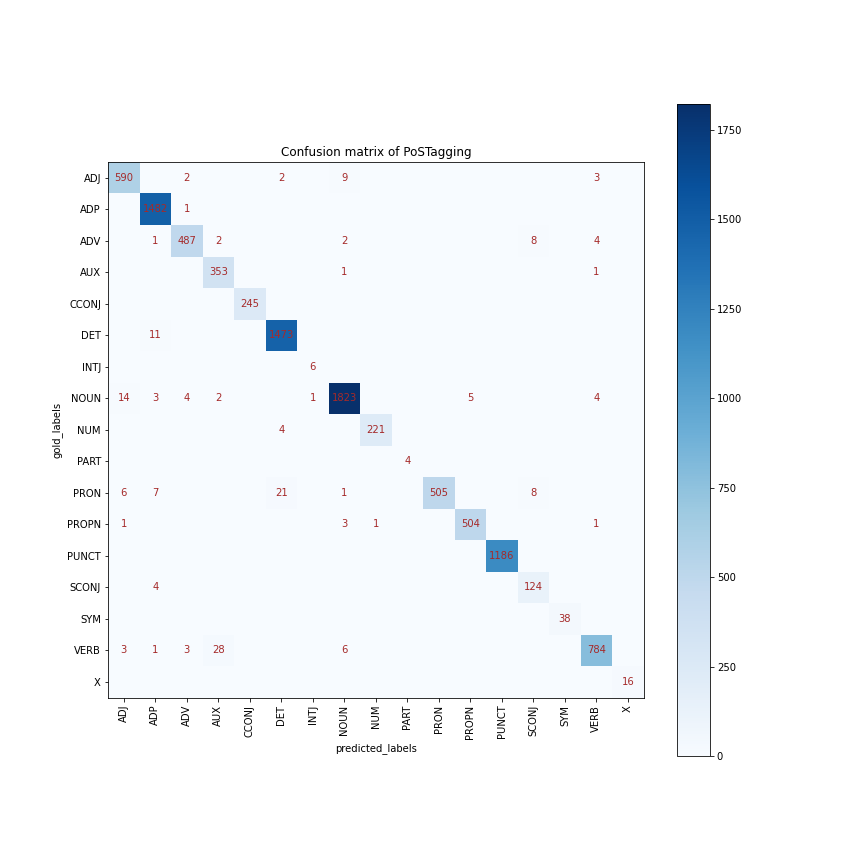 Confusion matrix of PoSTagging
ADJ 590 2 2 9 3
ADP 1
ADV 1 487 2 2 8 4
AUX 353 1 1
CCONJ 245
DET 11
INTJ 6
NOUN 14 3 4 2 1 1823 5 4
NUM 4 221
PART 4
PRON 6 7 21 1 505 8
PROPN 1 3 1 504 1
PUNCT 1186
SCONJ 4 124
SYM 38
VERB 3 1 3 28 6 784
X 16
gold_labels
ADJ ADP ADV AUX CCONJ DET INTJ NOUN NUM PART PRON PROPN PUNCT SCONJ SYM VERB X
predicted_labels
1750
1500
1250
1000
750
500
250
0